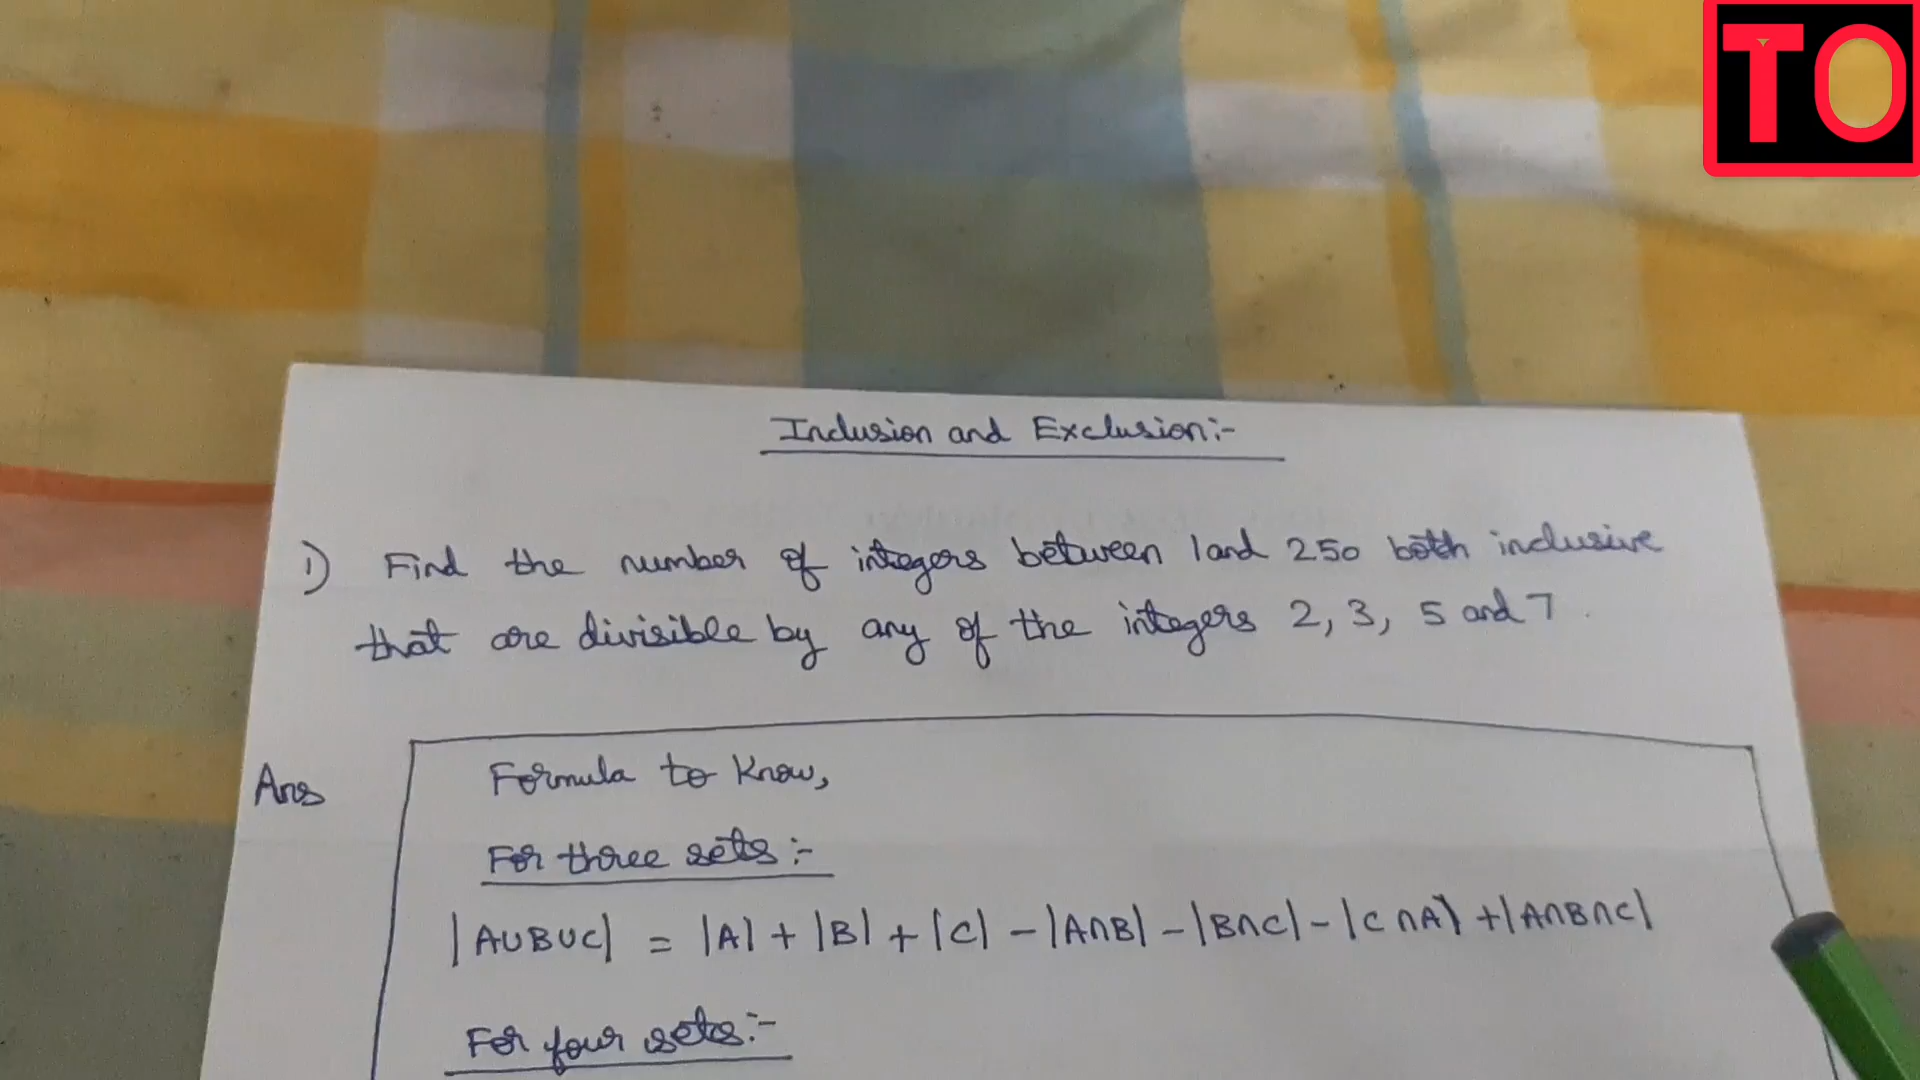 TO
Inclusion and Exclusion:-
1) Find the number of integers between 1 and 250 both inclusive
that are divisible by any of the integers 2, 3, 5 and 7.
Ans
Formula to Know,
For three sets:-
|A∪B∪C| = |A| + |B| + |C| - |A∩B| - |B∩C| - |C∩A| + |A∩B∩C|
For four sets:-